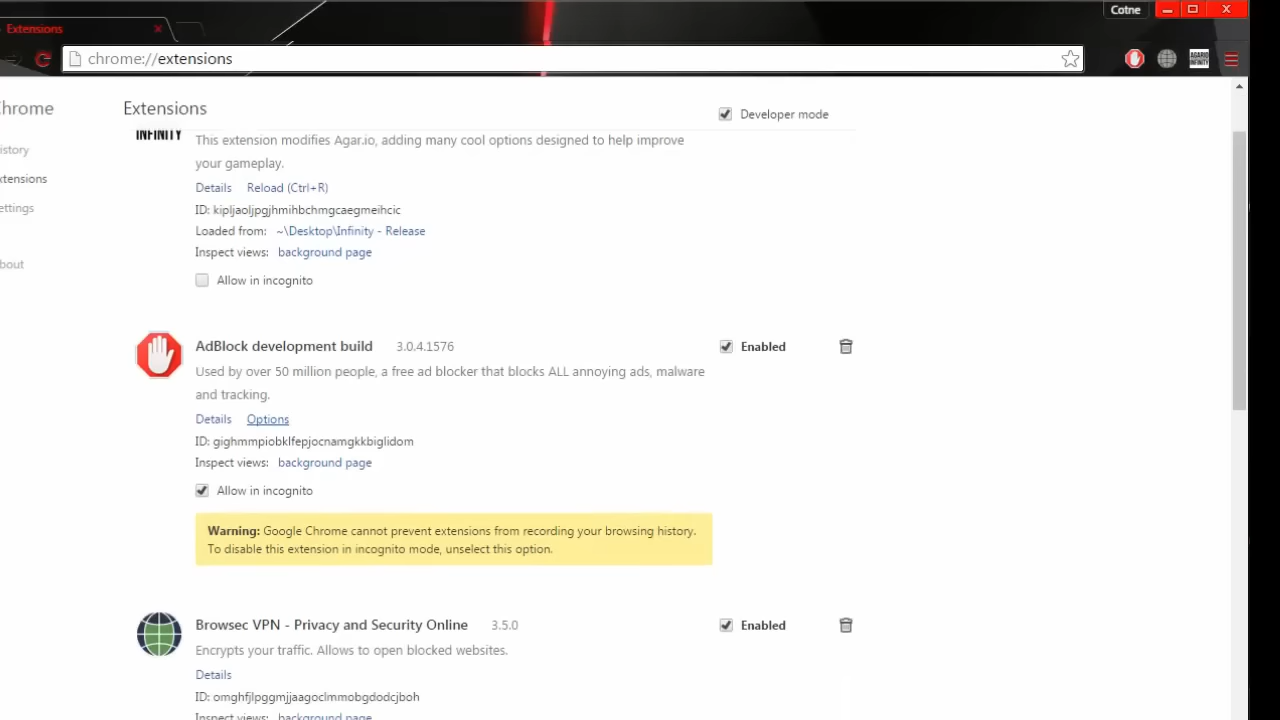 Cotne
Extensions
chrome://extensions
AGARIO
INFINITY
Chrome
Extensions
Developer mode
istory
xtensions
ettings
bout
INFINITY
This extension modifies Agar.io, adding many cool options designed to help improve
your gameplay.
Details Reload (Ctrl+R)
ID: kipljaoljpgjhmihbchmgcaegmeihcic
Loaded from: ~\Desktop\Infinity - Release
Inspect views: background page
Allow in incognito
AdBlock development build 3.0.4.1576
Enabled
Used by over 50 million people, a free ad blocker that blocks ALL annoying ads, malware
and tracking.
Details Options
ID: gighmmpiobklfepjocnamgkkbiglidom
Inspect views: background page
Allow in incognito
Warning: Google Chrome cannot prevent extensions from recording your browsing history.
To disable this extension in incognito mode, unselect this option.
Browsec VPN - Privacy and Security Online 3.5.0
Enabled
Encrypts your traffic. Allows to open blocked websites.
Details
ID: omghfjlpggmjjaagoclmmobgdodcjboh
Inspect views: background page